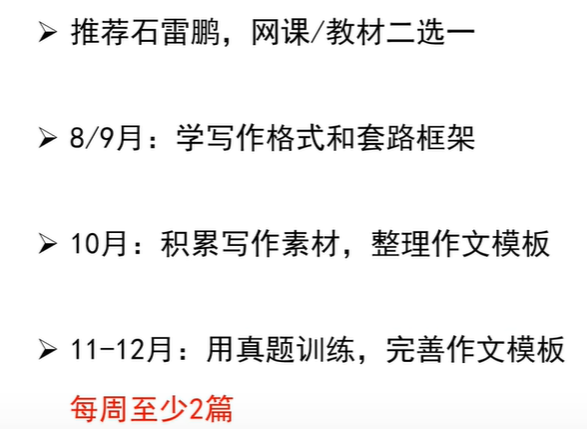 ➢ 推荐石雷鹏，网课/教材二选一
➢ 8/9月：学写作格式和套路框架
➢ 10月：积累写作素材，整理作文模板
➢ 11-12月：用真题训练，完善作文模板
每周至少2篇